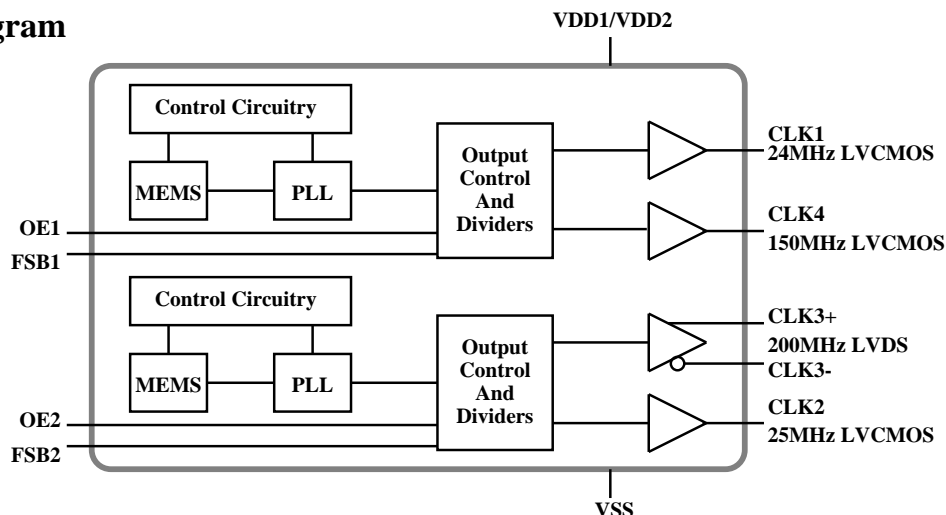 gram
VDD1/VDD2
Control Circuitry
MEMS
PLL
Output
Control
And
Dividers
CLK1
24MHz LVCMOS
CLK4
150MHz LVCMOS
OE1
FSB1
Control Circuitry
MEMS
PLL
Output
Control
And
Dividers
CLK3+
200MHz LVDS
CLK3-
CLK2
25MHz LVCMOS
OE2
FSB2
VSS